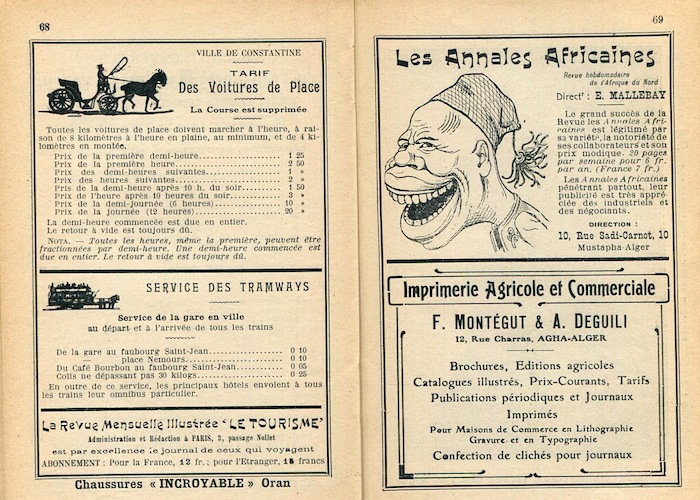 68
VILLE DE CONSTANTINE
TARIF
Des Voitures de Place
La Course est supprimée
Toutes les voitures de place doivent marcher à l'heure, à rai-
son de 8 kilomètres à l'heure en plaine, au minimum, et de 4 ki-
lomètres en montée.
Prix de la première demi-heure.................... 1 25
Prix de la première heure.................... 2 50
Prix des demi-heures suivantes.................... 1 »
Prix des heures suivantes.................... 2 »
Prix de la demi-heure après 10 h. du soir.................... 1 50
Prix de l'heure après 10 heures du soir.................... 3 »
Prix de la demi-journée (6 heures).................... 10 »
Prix de la journée (12 heures).................... 20 »
La demi-heure commencée est due en entier.
Le retour à vide est toujours dû.
NOTA. — Toutes les heures, même la première, peuvent être
fractionnées par demi-heure. Une demi-heure commencée est
due en entier. Le retour à vide est toujours dû.
SERVICE DES TRAMWAYS
Service de la gare en ville
au départ et à l'arrivée de tous les trains
De la gare au faubourg Saint-Jean.................... 0 10
— place Nemours.................... 0 10
Du Café Bourbon au faubourg Saint-Jean.................... 0 05
Colis ne dépassant pas 30 kilogs.................... 0 25
En outre de ce service, les principaux hôtels envoient à tous
les trains leur omnibus particulier.
La Revue Mensuelle Illustrée "LE TOURISME"
Administration et Rédaction à PARIS, 3, passage Nollet
est par excellence le journal de ceux qui voyagent
ABONNEMENT : Pour la France, 12 fr. ; pour l'Etranger, 15 francs
Chaussures « INCROYABLE » Oran
69
Les Annales Africaines
Revue hebdomadaire
de l'Afrique du Nord
Direct^r : E. MALLEBAY
Le grand succès de la
Revue les Annales Afri-
caines est légitimé par
sa variété, la notoriété de
ses collaborateurs et son
prix modique. 20 pages
par semaine pour 6 fr.
par an. (France 7 fr.)
Les Annales Africaines
pénétrant partout, leur
publicité est très appré-
ciée des industriels et
des négociants.
DIRECTION :
10, Rue Sadi-Carnot, 10
Mustapha-Alger
Imprimerie Agricole et Commerciale
F. MONTÉGUT & A. DEGUILI
12, Rue Charras, AGHA-ALGER
Brochures, Editions agricoles
Catalogues illustrés, Prix-Courants, Tarifs
Publications périodiques et Journaux
Imprimés
Pour Maisons de Commerce en Lithographie
Gravure et en Typographie
Confection de clichés pour journaux